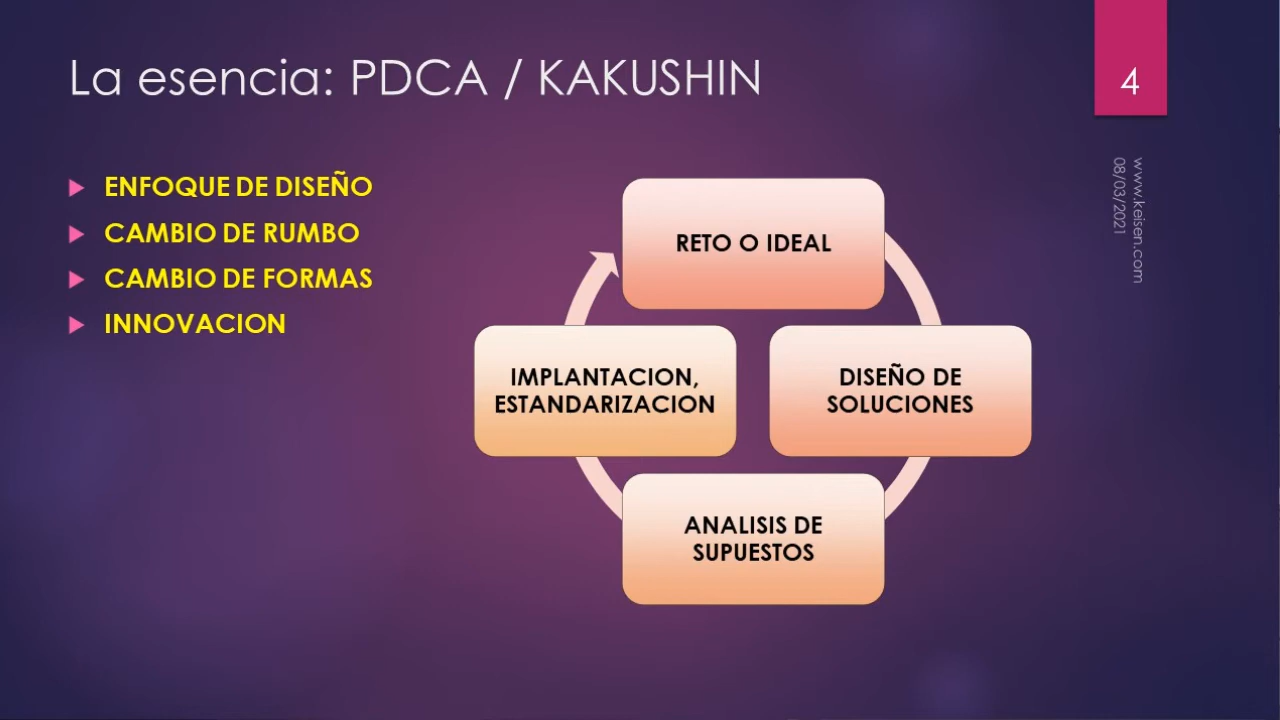 La esencia: PDCA / KAKUSHIN
4
www.keisen.com
08/03/2021
ENFOQUE DE DISEÑO
CAMBIO DE RUMBO
CAMBIO DE FORMAS
INNOVACION
RETO O IDEAL
DISEÑO DE
SOLUCIONES
ANALISIS DE
SUPUESTOS
IMPLANTACION,
ESTANDARIZACION